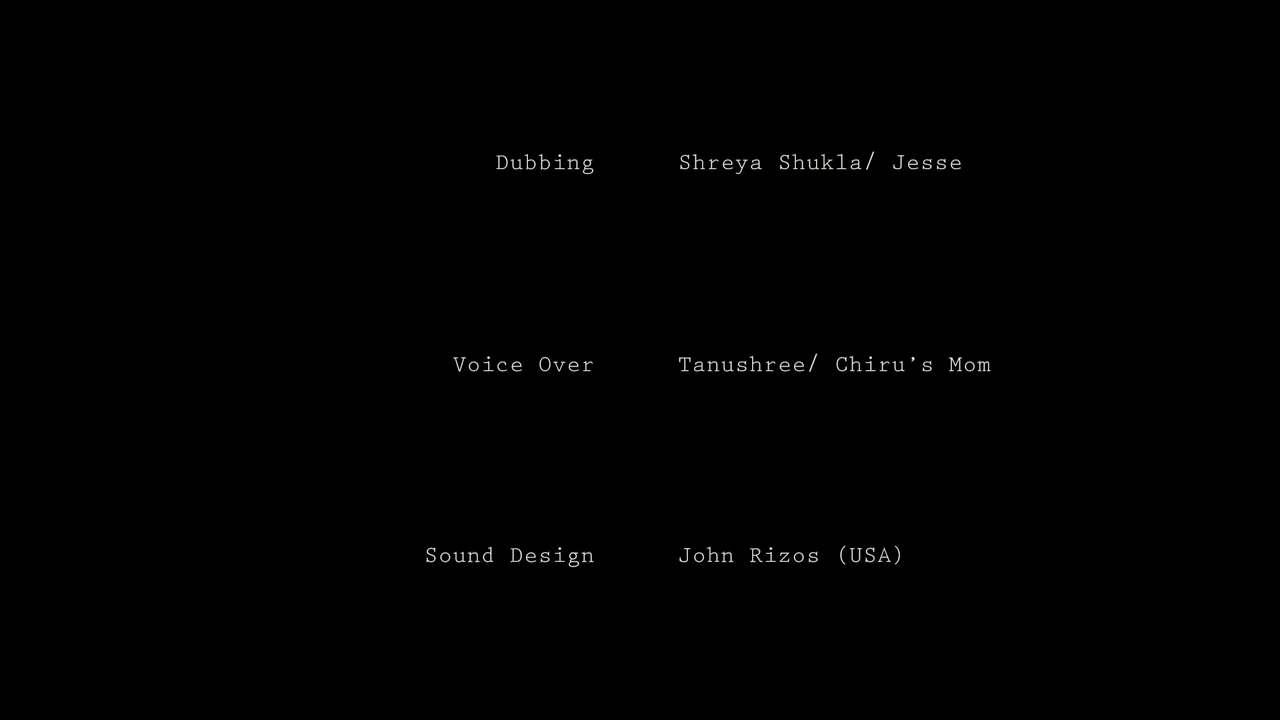 Dubbing Shreya Shukla/ Jesse
Voice Over Tanushree/ Chiru's Mom
Sound Design John Rizos (USA)